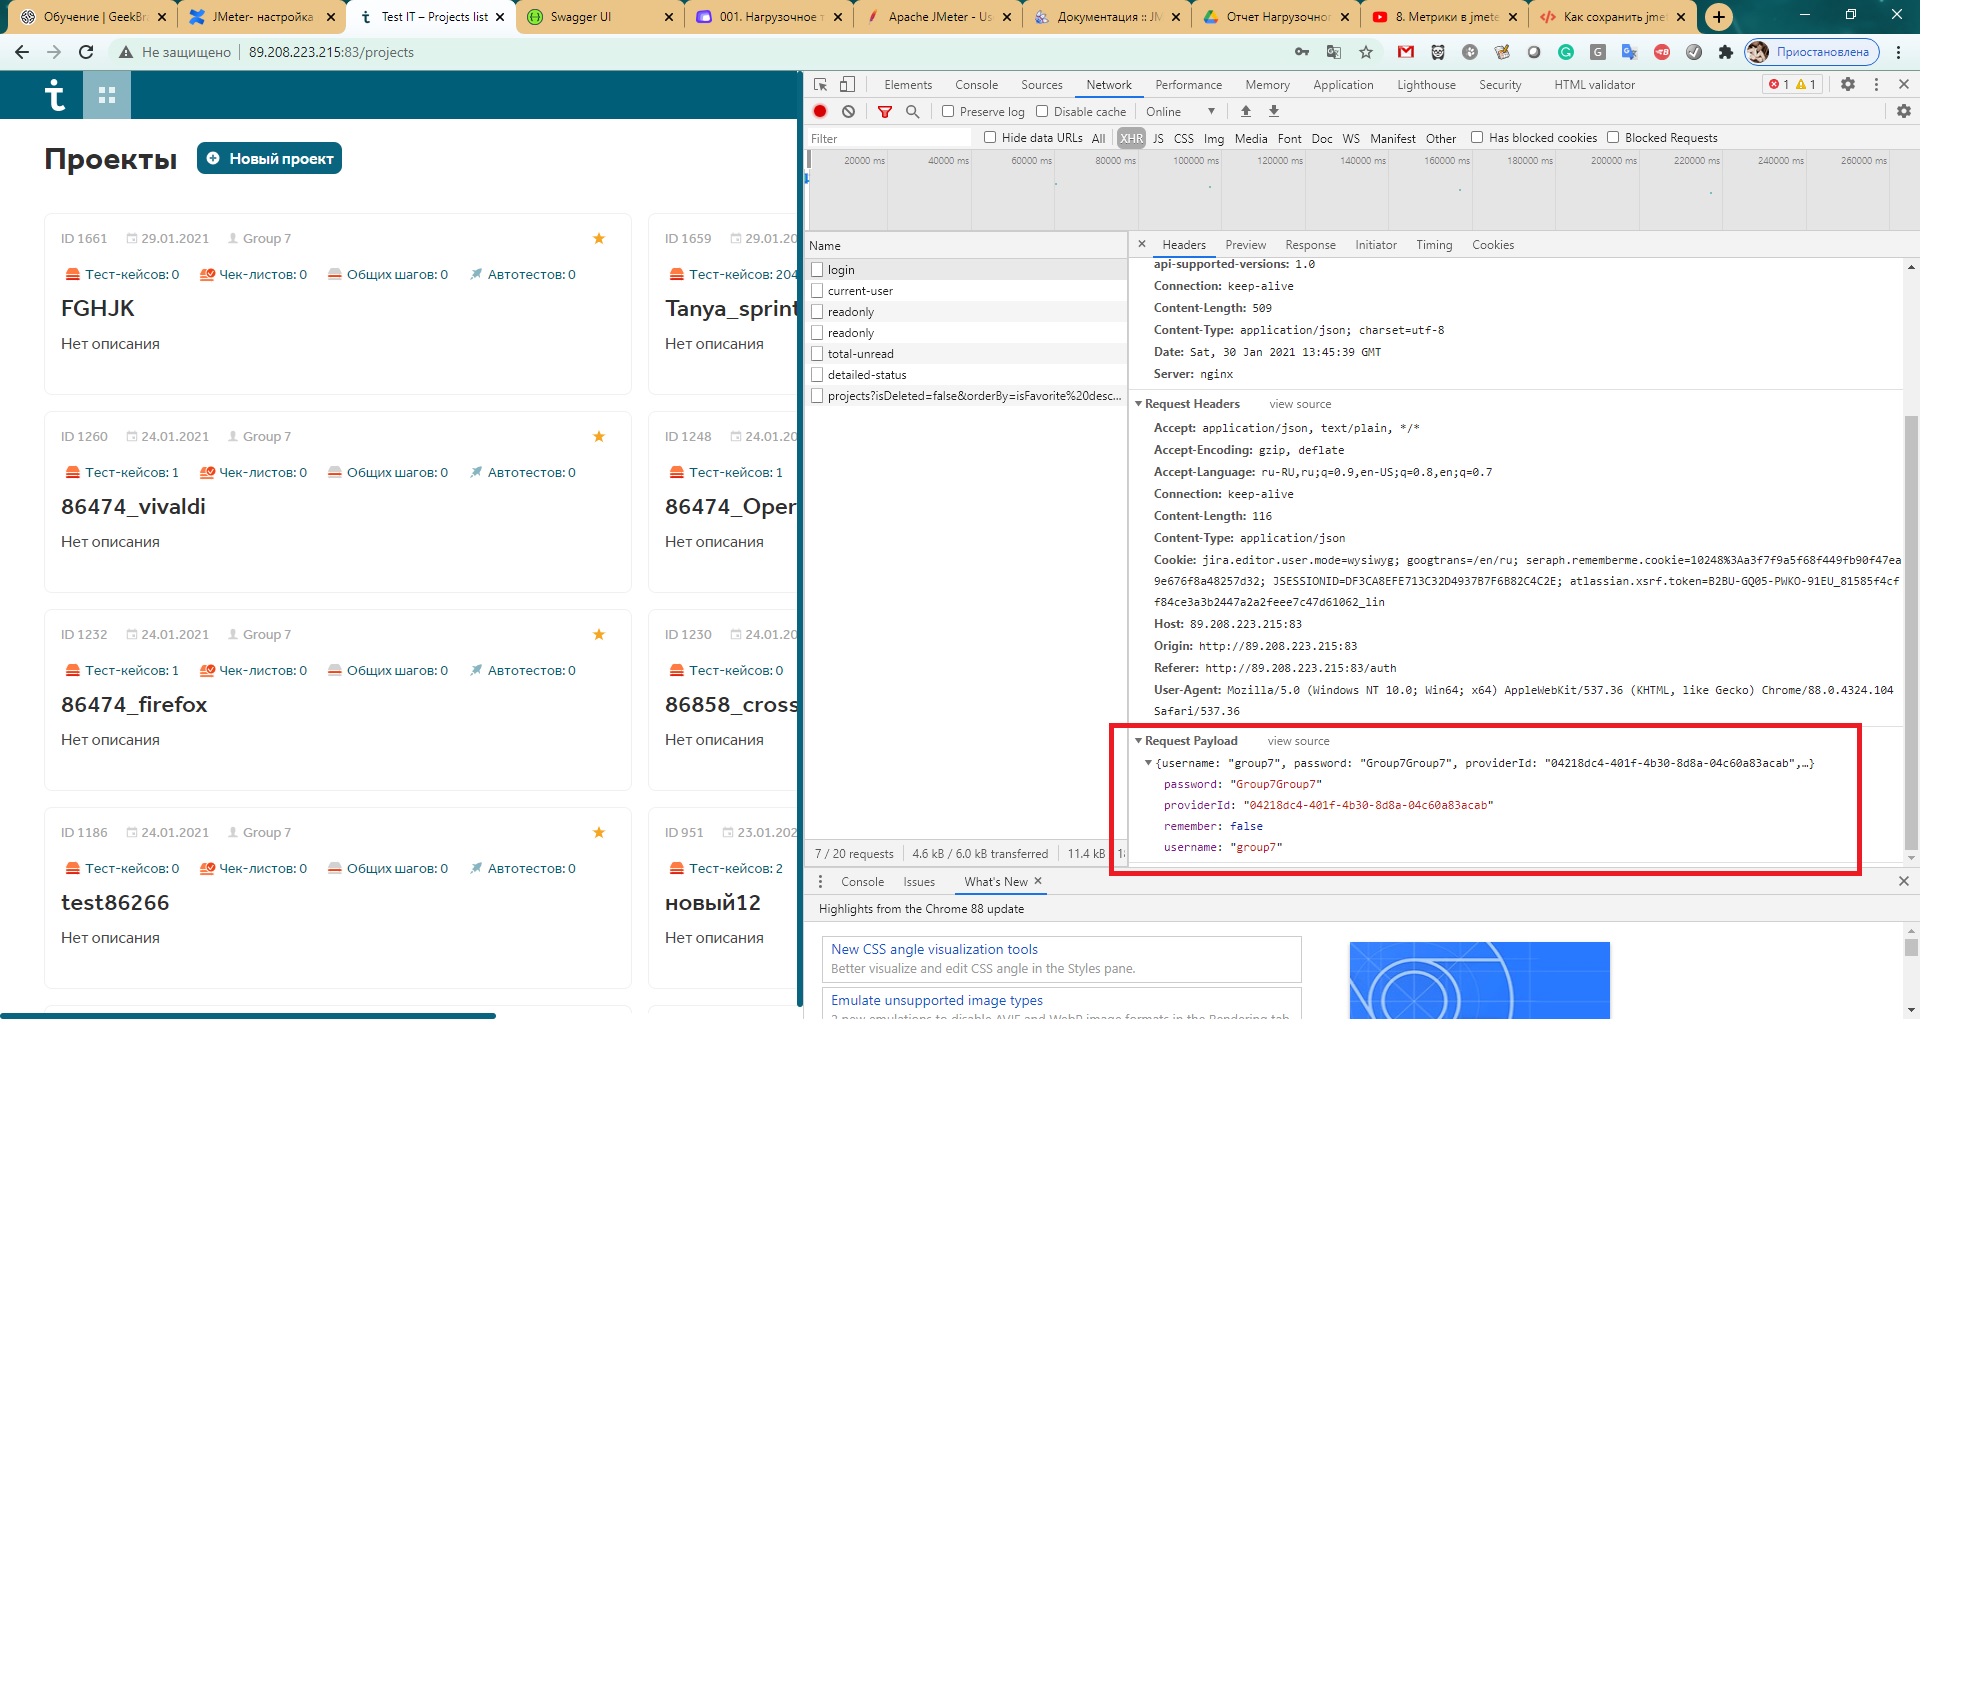 Обучение | GeekBra
JMeter- настройка
Test IT – Projects list
Swagger UI
001. Нагрузочное т
Apache JMeter - Us
Документация :: JM
Отчет Нагрузочног
8. Метрики в jmete
Как сохранить jmet
Не защищено
89.208.223.215:83/projects
Приостановлена
Проекты
Новый проект
ID 1661 29.01.2021 Group 7
Тест-кейсов: 0 Чек-листов: 0 Общих шагов: 0 Автотестов: 0
FGHJK
Нет описания
ID 1659 29.01.20
Тест-кейсов: 204
Tanya_sprint
Нет описания
ID 1260 24.01.2021 Group 7
Тест-кейсов: 1 Чек-листов: 0 Общих шагов: 0 Автотестов: 0
86474_vivaldi
Нет описания
ID 1248 24.01.20
Тест-кейсов: 1
86474_Oper
Нет описания
ID 1232 24.01.2021 Group 7
Тест-кейсов: 1 Чек-листов: 0 Общих шагов: 0 Автотестов: 0
86474_firefox
Нет описания
ID 1230 24.01.20
Тест-кейсов: 0
86858_cross
Нет описания
ID 1186 24.01.2021 Group 7
Тест-кейсов: 0 Чек-листов: 0 Общих шагов: 0 Автотестов: 0
test86266
Нет описания
ID 951 23.01.202
Тест-кейсов: 2
новый12
Нет описания
Elements Console Sources Network Performance Memory Application Lighthouse Security HTML validator 1 1
Preserve log Disable cache Online
Filter Hide data URLs All XHR JS CSS Img Media Font Doc WS Manifest Other Has blocked cookies Blocked Requests
20000 ms 40000 ms 60000 ms 80000 ms 100000 ms 120000 ms 140000 ms 160000 ms 180000 ms 200000 ms 220000 ms 240000 ms 260000 ms
Name
login
current-user
readonly
readonly
total-unread
detailed-status
projects?isDeleted=false&orderBy=isFavorite%20desc...
7 / 20 requests 4.6 kB / 6.0 kB transferred 11.4 kB
Headers Preview Response Initiator Timing Cookies
api-supported-versions: 1.0
Connection: keep-alive
Content-Length: 509
Content-Type: application/json; charset=utf-8
Date: Sat, 30 Jan 2021 13:45:39 GMT
Server: nginx
Request Headers view source
Accept: application/json, text/plain, */*
Accept-Encoding: gzip, deflate
Accept-Language: ru-RU,ru;q=0.9,en-US;q=0.8,en;q=0.7
Connection: keep-alive
Content-Length: 116
Content-Type: application/json
Cookie: jira.editor.user.mode=wysiwyg; googtrans=/en/ru; seraph.rememberme.cookie=10248%3Aa3f7f9a5f68f449fb90f47ea
9e676f8a48257d32; JSESSIONID=DF3CA8EFE713C32D4937B7F6B82C4C2E; atlassian.xsrf.token=B2BU-GQ05-PWKO-91EU_81585f4cf
f84ce3a3b2447a2a2feee7c47d61062_lin
Host: 89.208.223.215:83
Origin: http://89.208.223.215:83
Referer: http://89.208.223.215:83/auth
User-Agent: Mozilla/5.0 (Windows NT 10.0; Win64; x64) AppleWebKit/537.36 (KHTML, like Gecko) Chrome/88.0.4324.104
Safari/537.36
Request Payload view source
{username: "group7", password: "Group7Group7", providerId: "04218dc4-401f-4b30-8d8a-04c60a83acab",…}
password: "Group7Group7"
providerId: "04218dc4-401f-4b30-8d8a-04c60a83acab"
remember: false
username: "group7"
Console Issues What's New
Highlights from the Chrome 88 update
New CSS angle visualization tools
Better visualize and edit CSS angle in the Styles pane.
Emulate unsupported image types